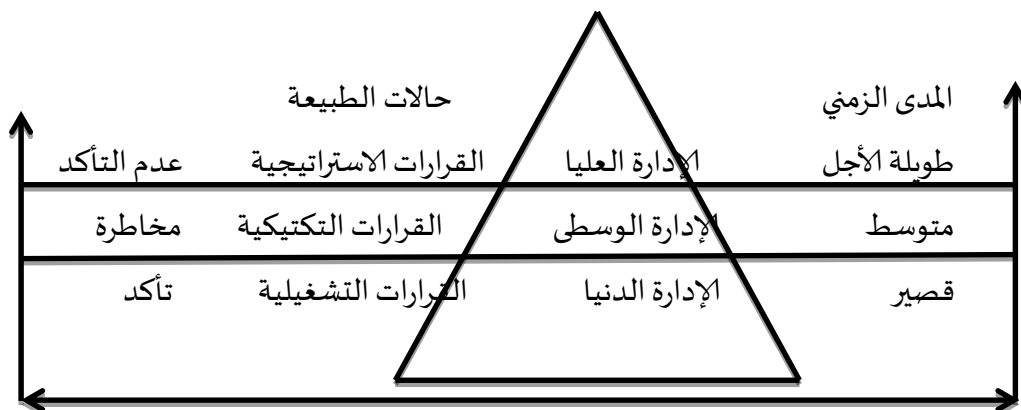 المدى الزمني حالات الطبيعة
طويلة الأجل الإدارة العليا القرارات الاستراتيجية عدم التأكد
متوسط الإدارة الوسطى القرارات التكتيكية مخاطرة
قصير الإدارة الدنيا القرارات التشغيلية تأكد